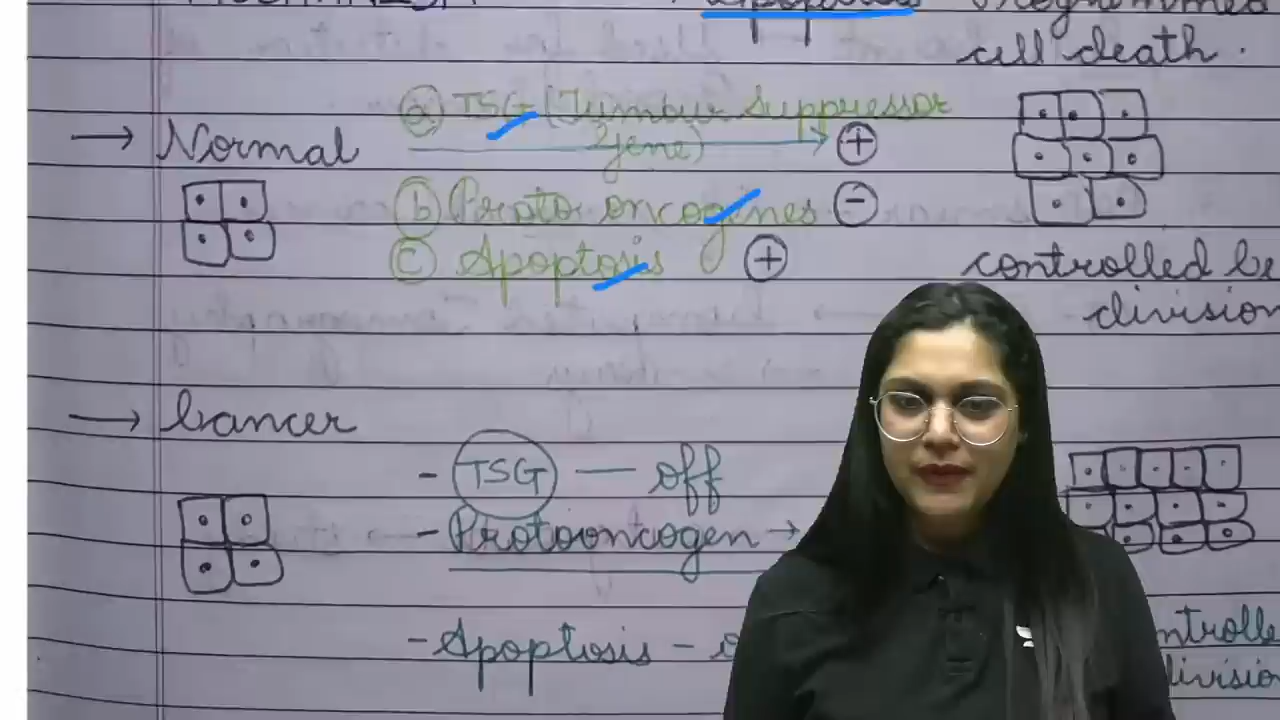 cell death.
→ Normal
ⓐ TSG (Tumour Suppressor
gene) ⊕
ⓑ Proto oncogenes ⊖
ⓒ Apoptosis ⊕
controlled
division
→ Cancer
- TSG — off
- Protooncogen →
- Apoptosis -